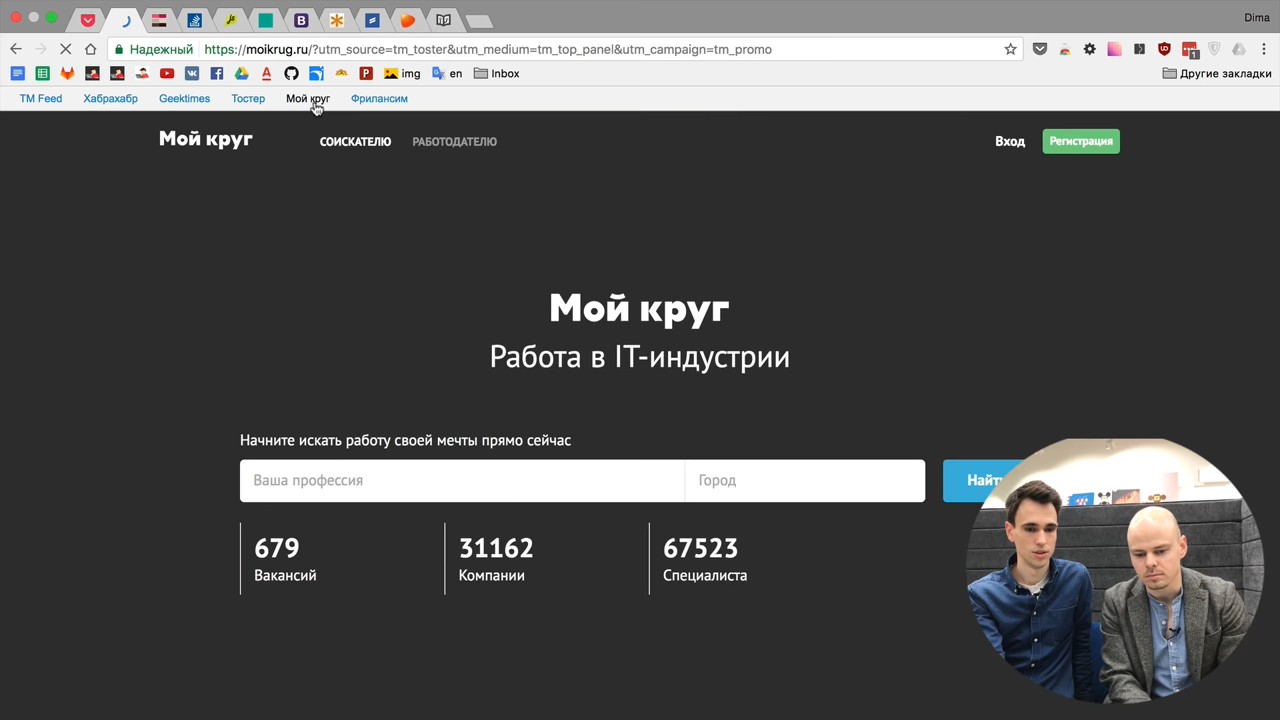 Dima
Надежный https://moikrug.ru/?utm_source=tm_toster&utm_medium=tm_top_panel&utm_campaign=tm_promo
img en Inbox Другие закладки
TM Feed Хабрахабр Geektimes Тостер Мой круг Фрилансим
Мой круг СОИСКАТЕЛЮ РАБОТОДАТЕЛЮ Вход Регистрация
Мой круг
Работа в IT-индустрии
Начните искать работу своей мечты прямо сейчас
Ваша профессия Город
679 31162 67523
Вакансий Компании Специалиста